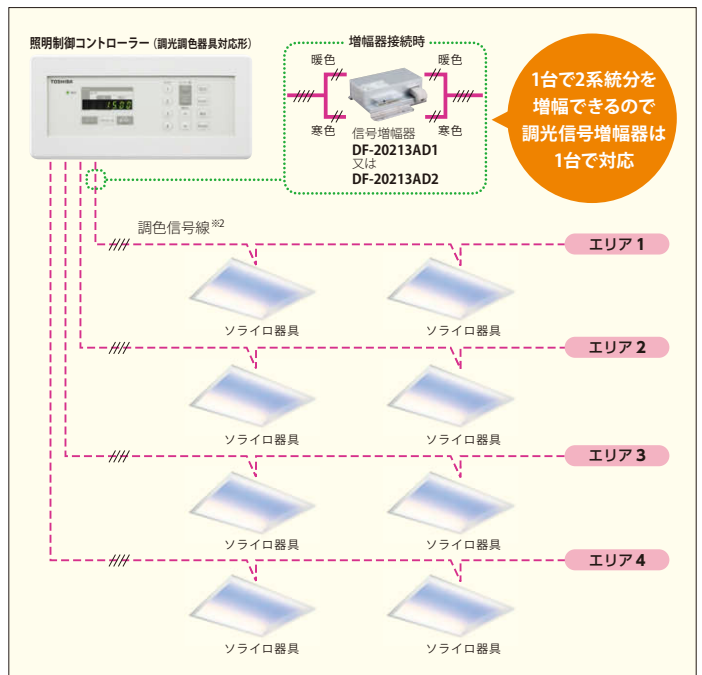 照明制御コントローラー（調光調色器具対応形）
TOSHIBA
15:00
増幅器接続時
暖色
暖色
寒色
寒色
信号増幅器
DF-20213AD1
又は
DF-20213AD2
1台で2系統分を
増幅できるので
調光信号増幅器は
1台で対応
調色信号線※2
エリア 1
ソライロ器具
ソライロ器具
エリア 2
ソライロ器具
ソライロ器具
エリア 3
ソライロ器具
ソライロ器具
エリア 4
ソライロ器具
ソライロ器具